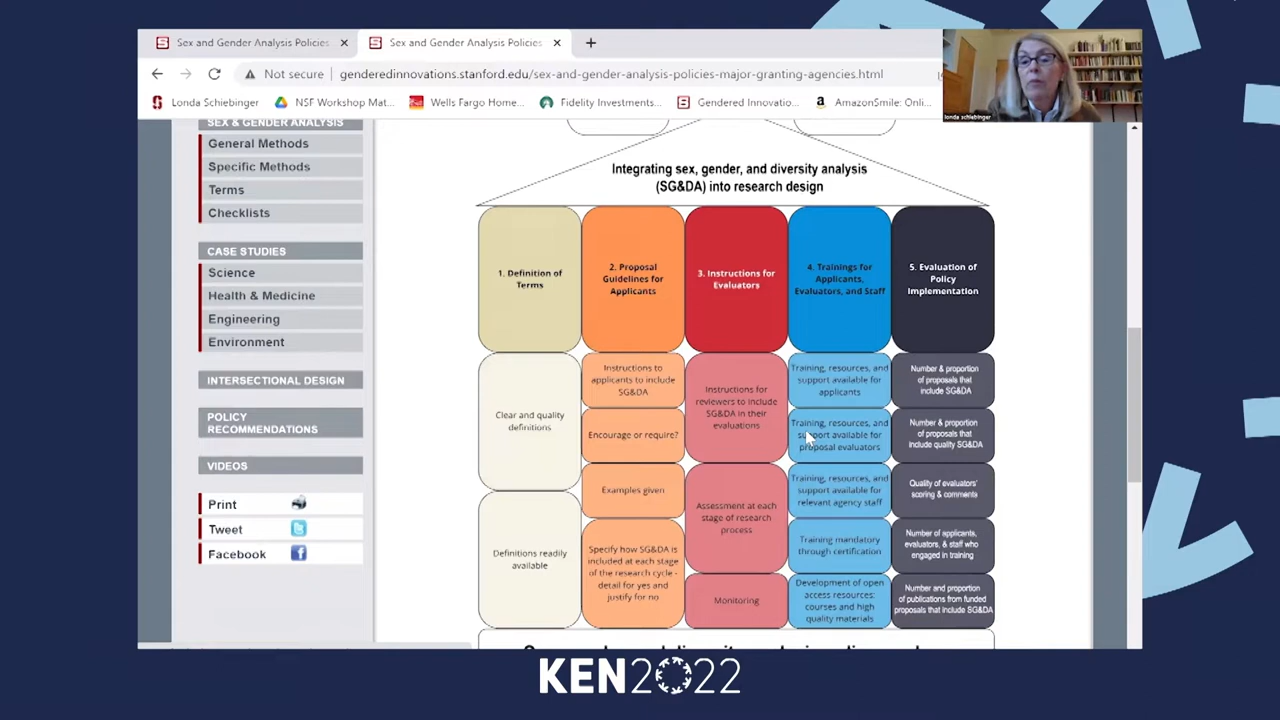 Sex and Gender Analysis Policies
Sex and Gender Analysis Policies
Not secure
genderedinnovations.stanford.edu/sex-and-gender-analysis-policies-major-granting-agencies.html
Londa Schiebinger
NSF Workshop Mat...
Wells Fargo Home...
Fidelity Investments...
Gendered Innovatio...
AmazonSmile: Onli...
londa schiebinger
SEX & GENDER ANALYSIS
General Methods
Specific Methods
Terms
Checklists
CASE STUDIES
Science
Health & Medicine
Engineering
Environment
INTERSECTIONAL DESIGN
POLICY
RECOMMENDATIONS
VIDEOS
Print
Tweet
Facebook
Integrating sex, gender, and diversity analysis
(SG&DA) into research design
1. Definition of
Terms
Clear and quality
definitions
Definitions readily
available
2. Proposal
Guidelines for
Applicants
Instructions to
applicants to include
SG&DA
Encourage or require?
Examples given
Specify how SG&DA is
included at each stage
of the research cycle -
detail for yes and
justify for no
3. Instructions for
Evaluators
Instructions for
reviewers to include
SG&DA in their
evaluations
Assessment at each
stage of research
process
Monitoring
4. Trainings for
Applicants,
Evaluators, and Staff
Training, resources, and
support available for
applicants
Training, resources, and
support available for
proposal evaluators
Training, resources, and
support available for
relevant agency staff
Training mandatory
through certification
Development of open
access resources:
courses and high
quality materials
5. Evaluation of
Policy
Implementation
Number & proportion
of proposals that
include SG&DA
Number & proportion
of proposals that
include quality SG&DA
Quality of evaluators'
scoring & comments
Number of applicants,
evaluators, & staff who
engaged in training
Number and proportion
of publications from funded
proposals that include SG&DA
KEN2022